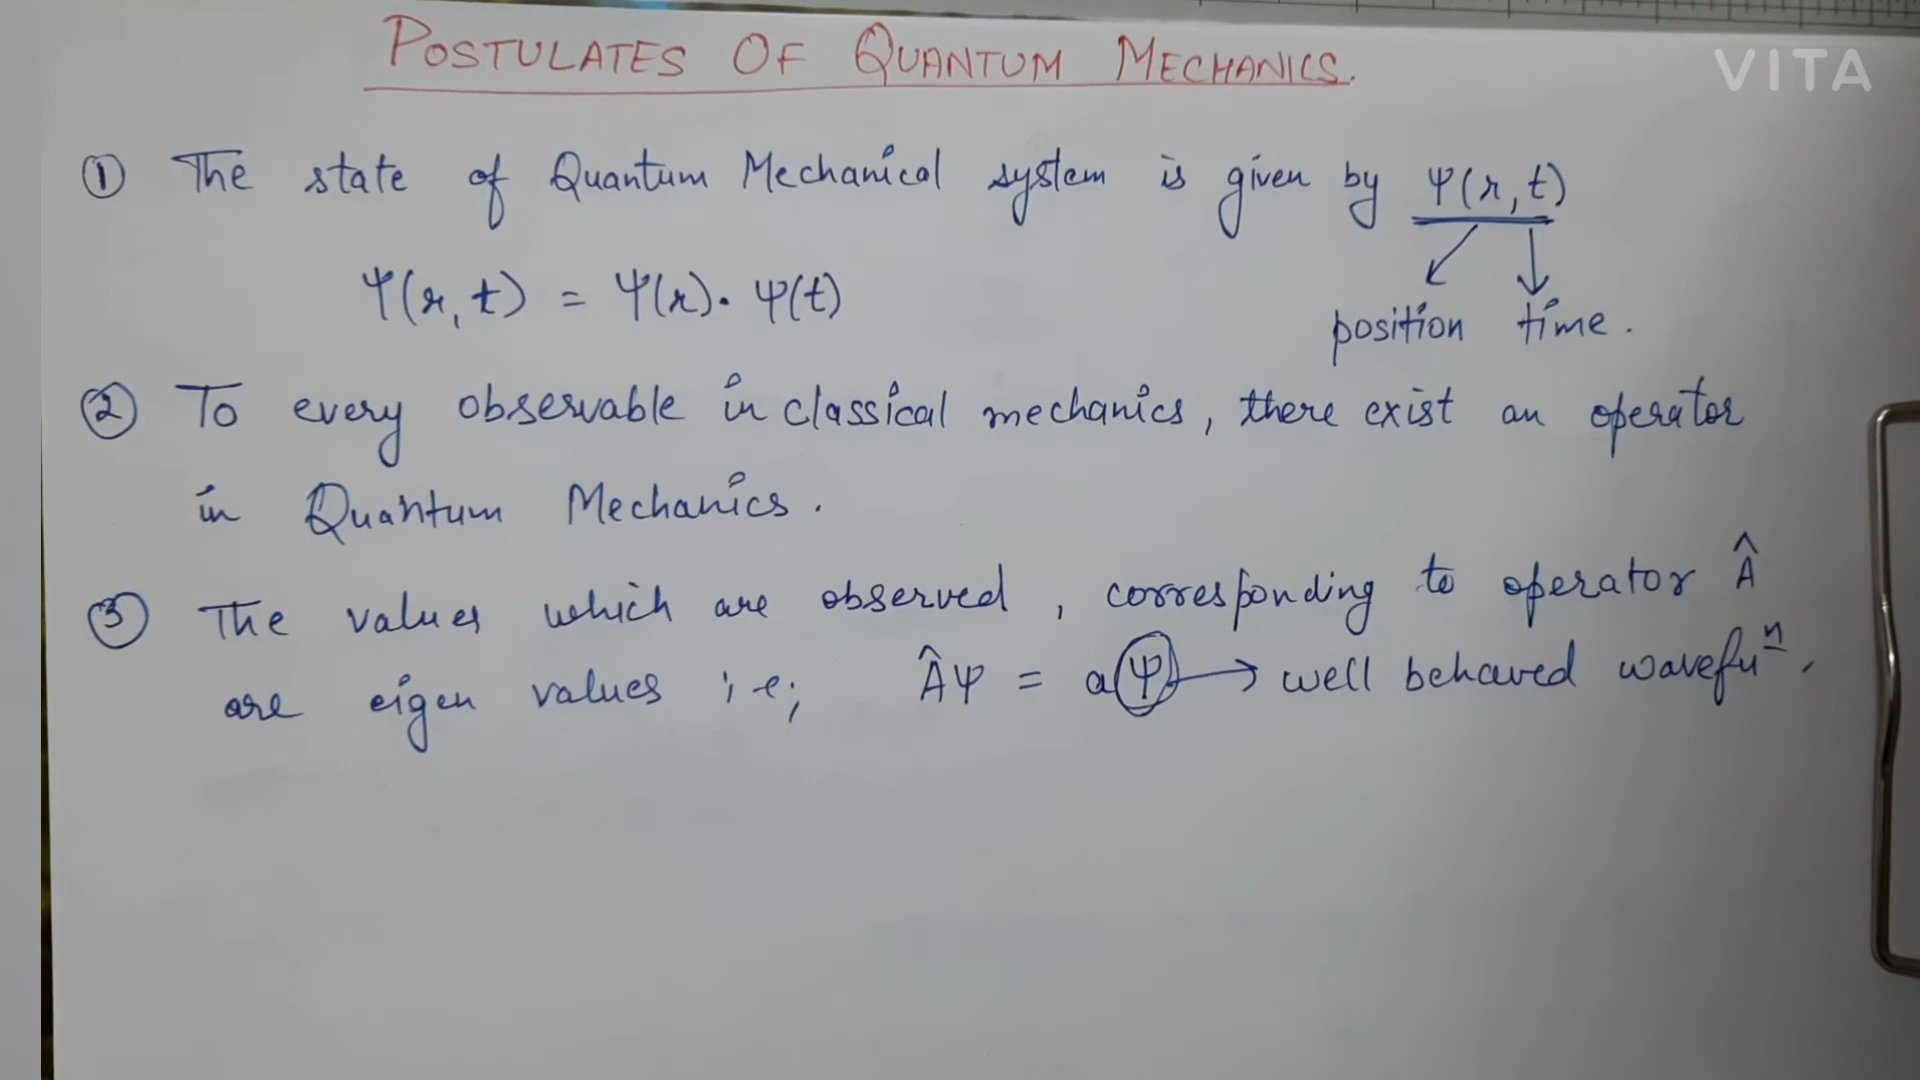 POSTULATES OF QUANTUM MECHANICS.
VITA
① The state of Quantum Mechanical system is given by Ψ(r,t)
Ψ(r,t) = Ψ(r). Ψ(t)
position time.
② To every observable in classical mechanics, there exist an operator
in Quantum Mechanics.
③ The values which are observed, corresponding to operator Â
are eigen values i.e; Âψ = aψ → well behaved wavefuⁿ.